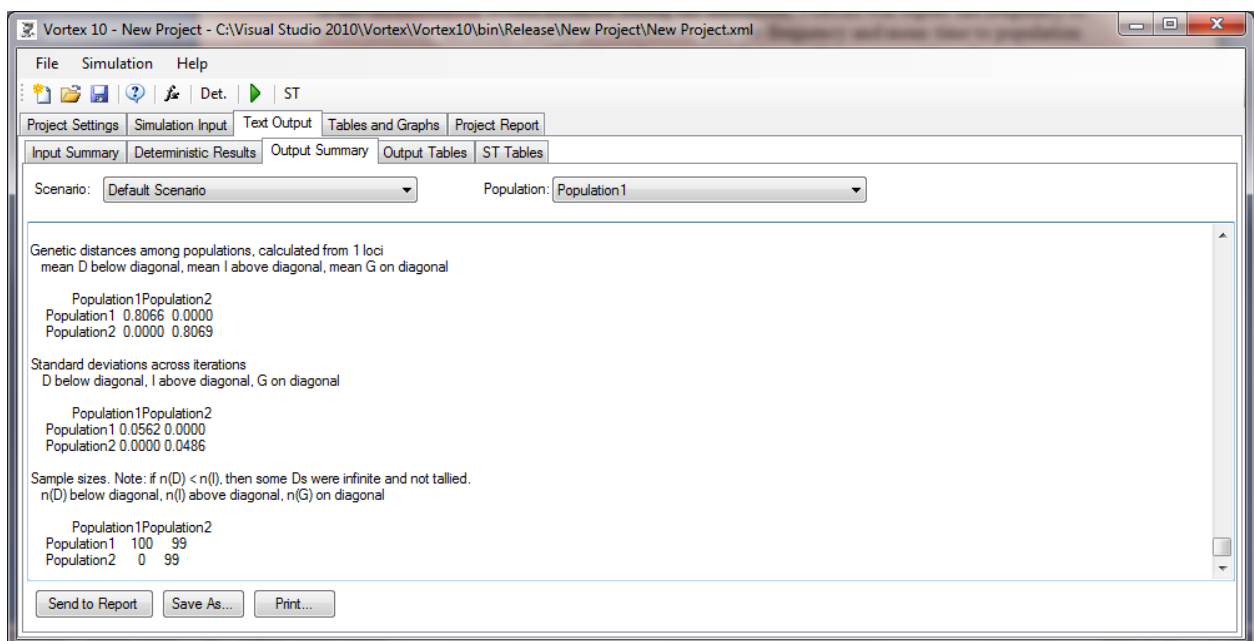 Vortex 10 - New Project - C:\Visual Studio 2010\Vortex\Vortex10\bin\Release\New Project\New Project.xml
frequency and mean time to population
File Simulation Help
Det. ST
Project Settings Simulation Input Text Output Tables and Graphs Project Report
Input Summary Deterministic Results Output Summary Output Tables ST Tables
Scenario: Default Scenario Population: Population1
Genetic distances among populations, calculated from 1 loci
mean D below diagonal, mean I above diagonal, mean G on diagonal
Population1Population2
Population1 0.8066 0.0000
Population2 0.0000 0.8069
Standard deviations across iterations
D below diagonal, I above diagonal, G on diagonal
Population1Population2
Population1 0.0562 0.0000
Population2 0.0000 0.0486
Sample sizes. Note: if n(D) < n(I), then some Ds were infinite and not tallied.
n(D) below diagonal, n(I) above diagonal, n(G) on diagonal
Population1Population2
Population1 100 99
Population2 0 99
Send to Report Save As... Print...